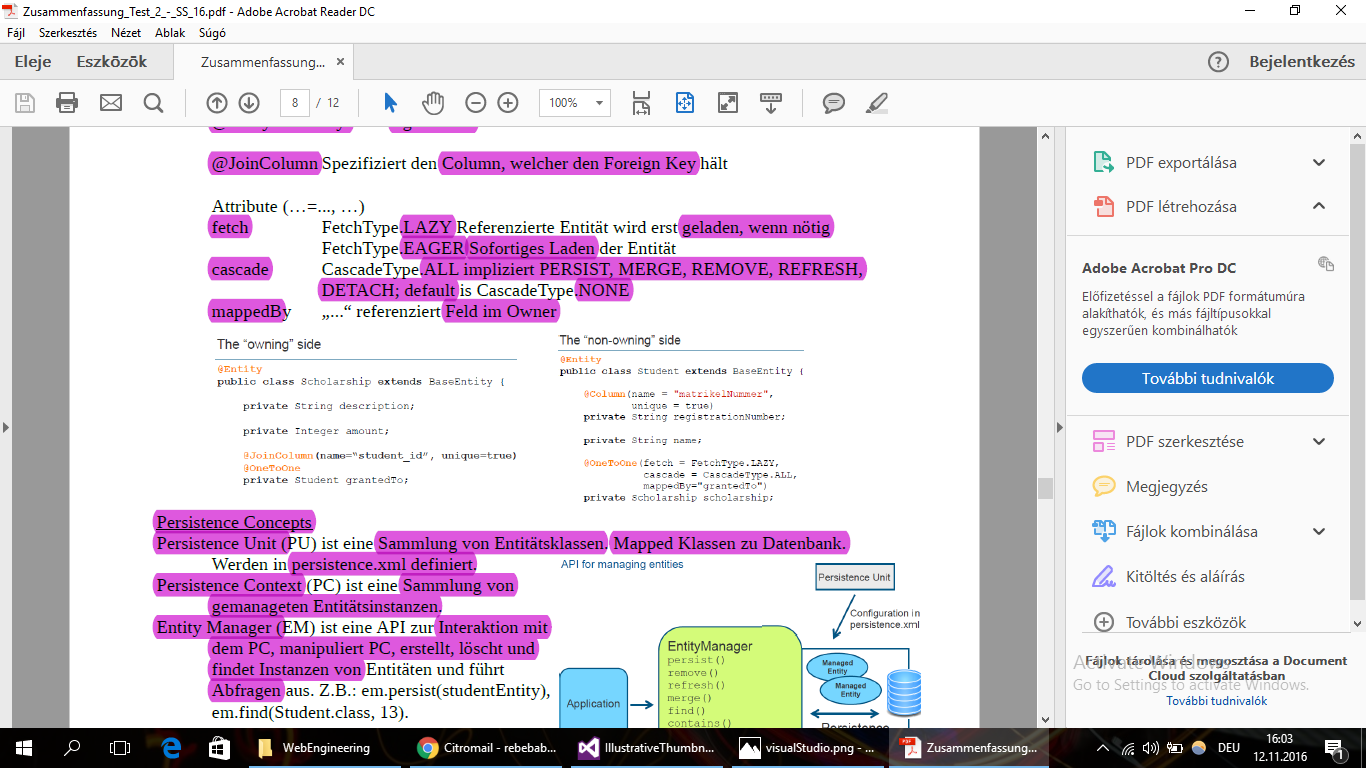 Zusammenfassung_Test_2_-_SS_16.pdf - Adobe Acrobat Reader DC
Fájl Szerkesztés Nézet Ablak Súgó
Eleje Eszközök Zusammenfassung... × Bejelentkezés
8 / 12 100%
@JoinColumn Spezifiziert den Column, welcher den Foreign Key hält
Attribute (…=..., …)
fetch FetchType.LAZY Referenzierte Entität wird erst geladen, wenn nötig
FetchType.EAGER Sofortiges Laden der Entität
cascade CascadeType.ALL impliziert PERSIST, MERGE, REMOVE, REFRESH,
DETACH; default is CascadeType.NONE
mappedBy „...“ referenziert Feld im Owner
The “owning” side
@Entity
public class Scholarship extends BaseEntity {
private String description;
private Integer amount;
@JoinColumn(name=“student_id”, unique=true)
@OneToOne
private Student grantedTo;
The “non-owning” side
@Entity
public class Student extends BaseEntity {
@Column(name = "matrikelNummer",
unique = true)
private String registrationNumber;
private String name;
@OneToOne(fetch = FetchType.LAZY,
cascade = CascadeType.ALL,
mappedBy="grantedTo")
private Scholarship scholarship;
Persistence Concepts
Persistence Unit (PU) ist eine Sammlung von Entitätsklassen. Mapped Klassen zu Datenbank.
Werden in persistence.xml definiert.
Persistence Context (PC) ist eine Sammlung von
gemanageten Entitätsinstanzen.
Entity Manager (EM) ist eine API zur Interaktion mit
dem PC, manipuliert PC, erstellt, löscht und
findet Instanzen von Entitäten und führt
Abfragen aus. Z.B.: em.persist(studentEntity),
em.find(Student.class, 13).
API for managing entities
Persistence Unit
Configuration in
persistence.xml
EntityManager
persist()
remove()
refresh()
merge()
find()
contains()
Managed
Entity
Managed
Entity
Application
Persistence
PDF exportálása
PDF létrehozása
Adobe Acrobat Pro DC
Előfizetéssel a fájlok PDF formátumúra
alakíthatók, és más fájltípusokkal
egyszerűen kombinálhatók
További tudnivalók
PDF szerkesztése
Megjegyzés
Fájlok kombinálása
Kitöltés és aláírás
További eszközök
Fájlok tárolása és megosztása a Document
Cloud szolgáltatásban
További tudnivalók
Activate Windows
Go to Settings to activate Windows.
WebEngineering Citromail - rebebab... IllustrativeThumbn... visualStudio.png - ... Zusammenfassung... DEU 16:03
12.11.2016 1